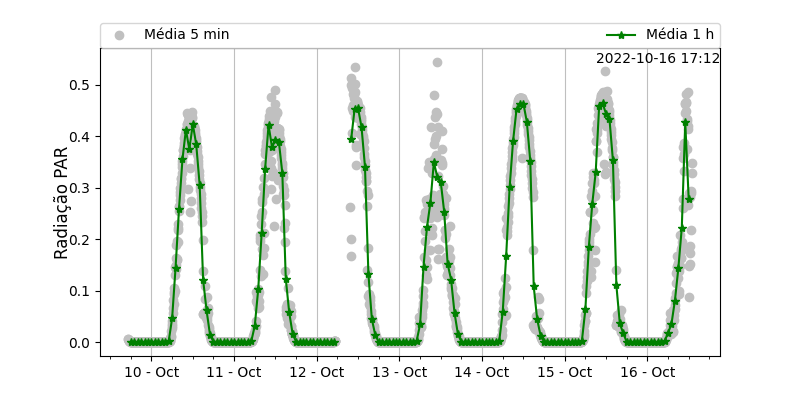 Média 5 min
Média 1 h
2022-10-16 17:12
Radiação PAR
0.5
0.4
0.3
0.2
0.1
0.0
10 - Oct
11 - Oct
12 - Oct
13 - Oct
14 - Oct
15 - Oct
16 - Oct